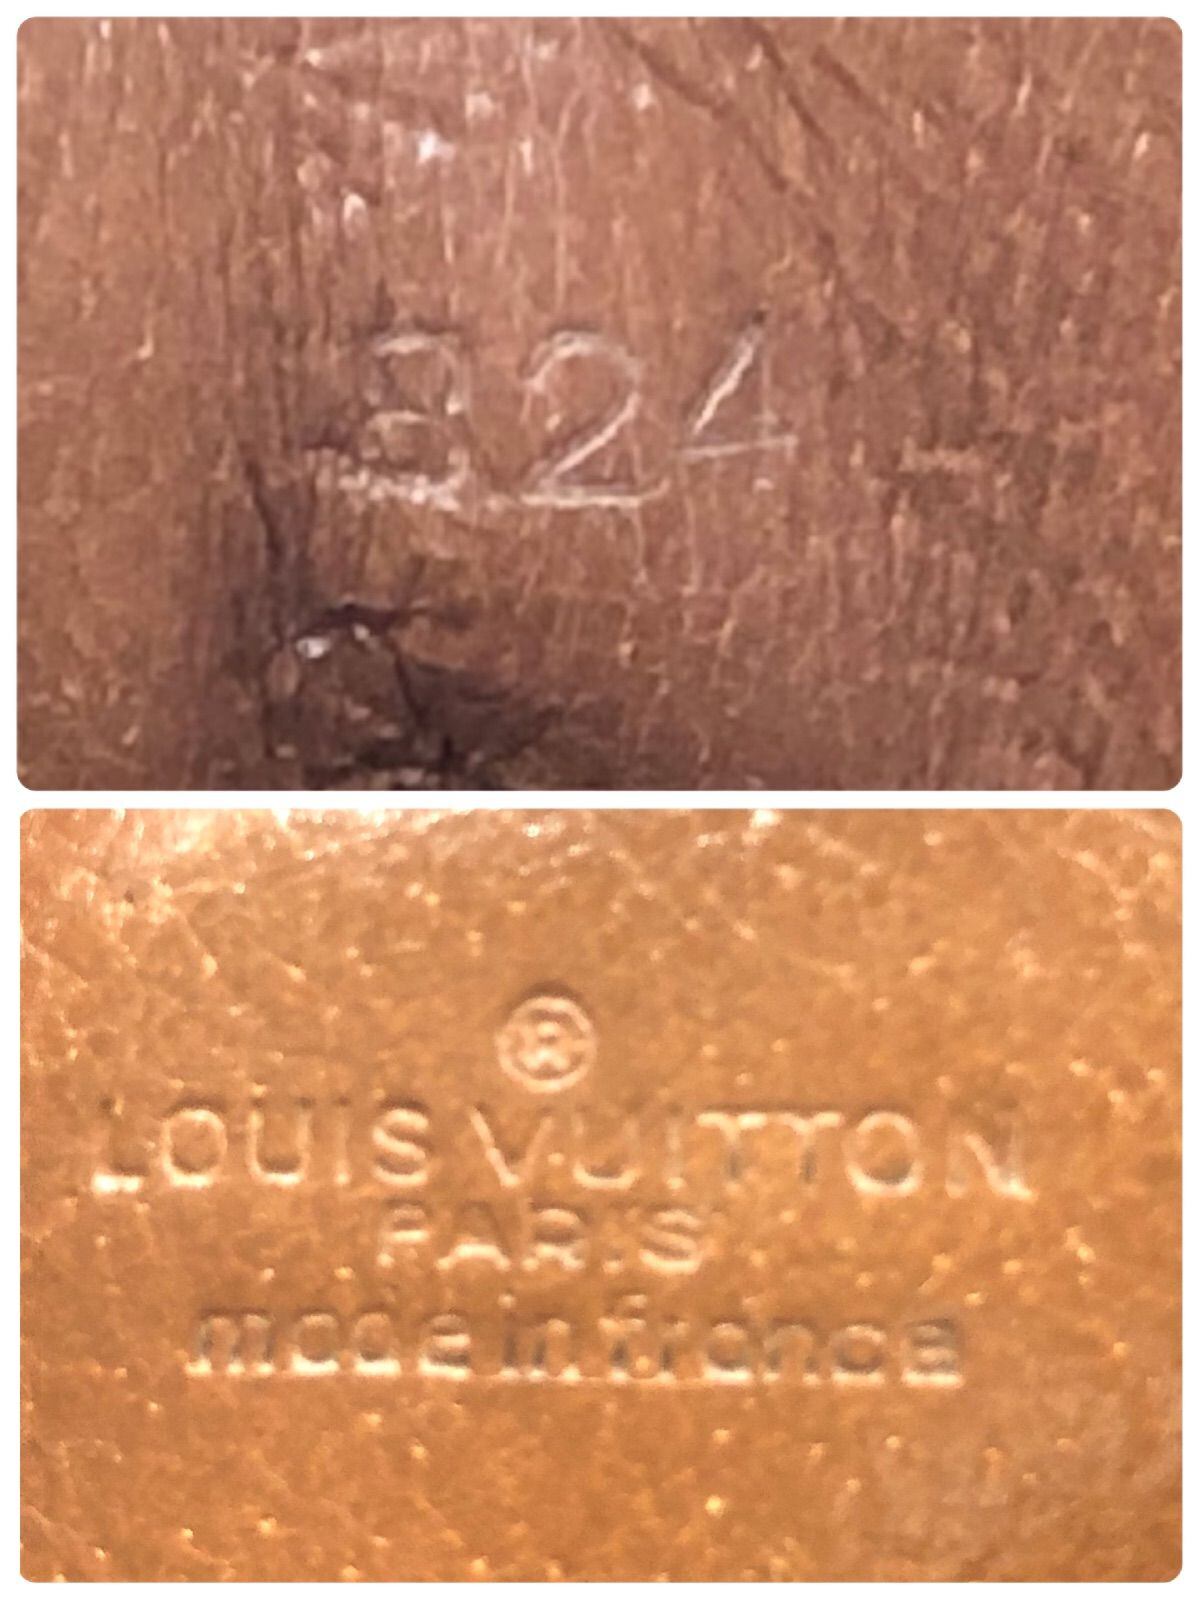 824
®
LOUIS VUITTON
PARIS
made in france